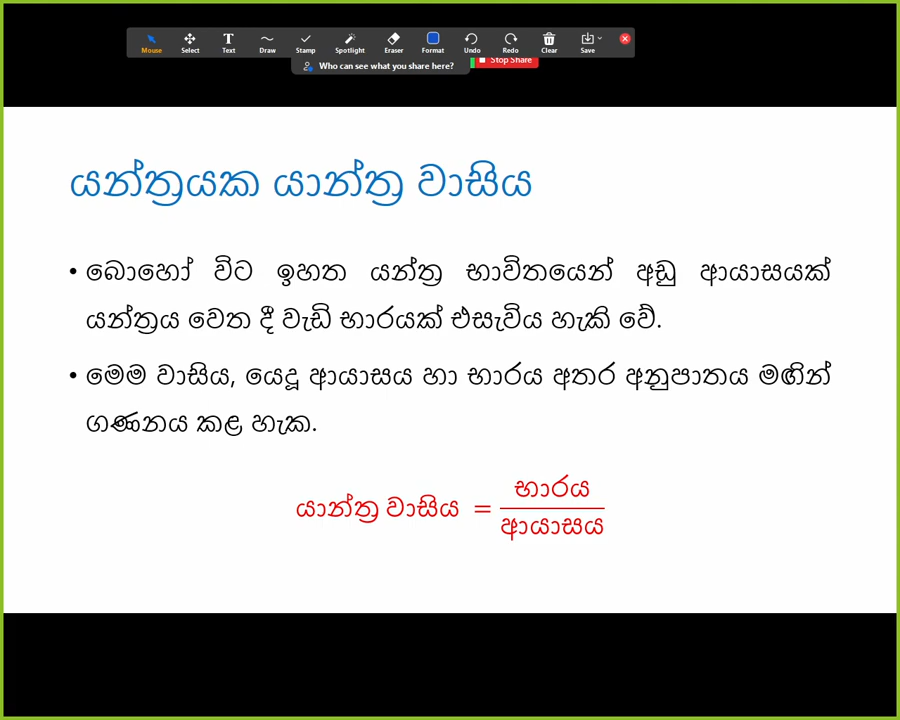 Mouse Select Text Draw Stamp Spotlight Eraser Format Undo Redo Clear Save
Who can see what you share here? Stop Share
යන්ත්‍රයක යාන්ත්‍ර වාසිය
• බොහෝ විට ඉහත යන්ත්‍ර භාවිතයෙන් අඩු ආයාසයක්
යන්ත්‍රය වෙත දී වැඩි භාරයක් එසැවිය හැකි වේ.
• මෙම වාසිය, යෙදූ ආයාසය හා භාරය අතර අනුපාතය මඟින්
ගණනය කළ හැක.
යාන්ත්‍ර වාසිය = භාරය
ආයාසය